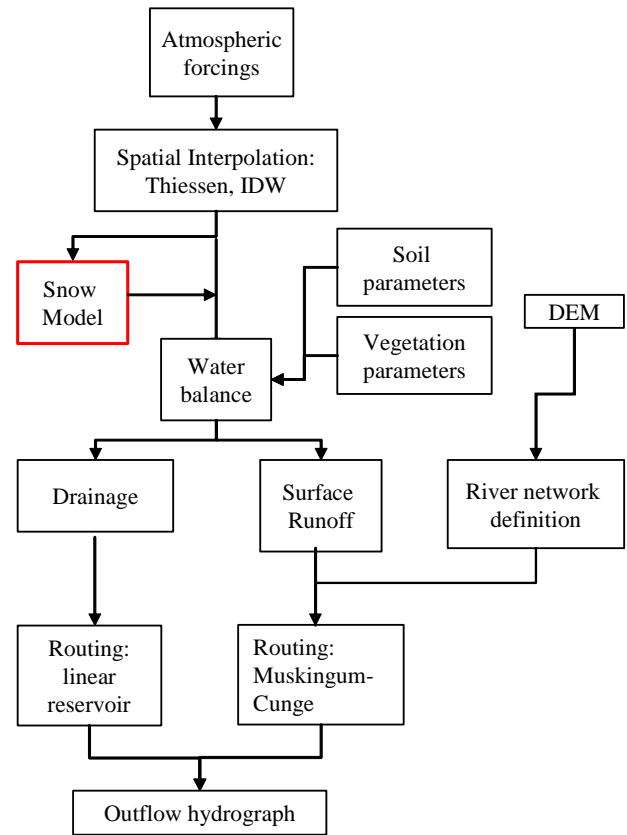 Atmospheric
forcings
Spatial Interpolation:
Thiessen, IDW
Snow
Model
Soil
parameters
Vegetation
parameters
DEM
Water
balance
Drainage
Surface
Runoff
River network
definition
Routing:
linear
reservoir
Routing:
Muskingum-
Cunge
Outflow hydrograph